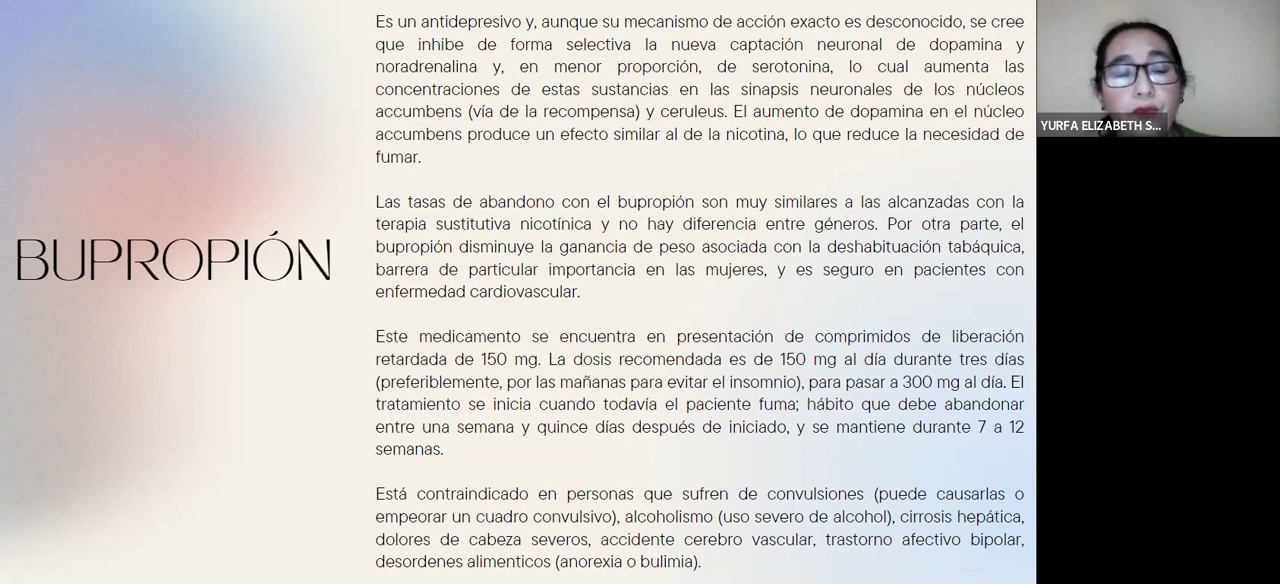 BUPROPIÓN
Es un antidepresivo y, aunque su mecanismo de acción exacto es desconocido, se cree
que inhibe de forma selectiva la nueva captación neuronal de dopamina y
noradrenalina y, en menor proporción, de serotonina, lo cual aumenta las
concentraciones de estas sustancias en las sinapsis neuronales de los núcleos
accumbens (vía de la recompensa) y ceruleus. El aumento de dopamina en el núcleo
accumbens produce un efecto similar al de la nicotina, lo que reduce la necesidad de
fumar.
Las tasas de abandono con el bupropión son muy similares a las alcanzadas con la
terapia sustitutiva nicotínica y no hay diferencia entre géneros. Por otra parte, el
bupropión disminuye la ganancia de peso asociada con la deshabituación tabáquica,
barrera de particular importancia en las mujeres, y es seguro en pacientes con
enfermedad cardiovascular.
Este medicamento se encuentra en presentación de comprimidos de liberación
retardada de 150 mg. La dosis recomendada es de 150 mg al día durante tres días
(preferiblemente, por las mañanas para evitar el insomnio), para pasar a 300 mg al día. El
tratamiento se inicia cuando todavía el paciente fuma; hábito que debe abandonar
entre una semana y quince días después de iniciado, y se mantiene durante 7 a 12
semanas.
Está contraindicado en personas que sufren de convulsiones (puede causarlas o
empeorar un cuadro convulsivo), alcoholismo (uso severo de alcohol), cirrosis hepática,
dolores de cabeza severos, accidente cerebro vascular, trastorno afectivo bipolar,
desordenes alimenticos (anorexia o bulimia).
YURFA ELIZABETH S...